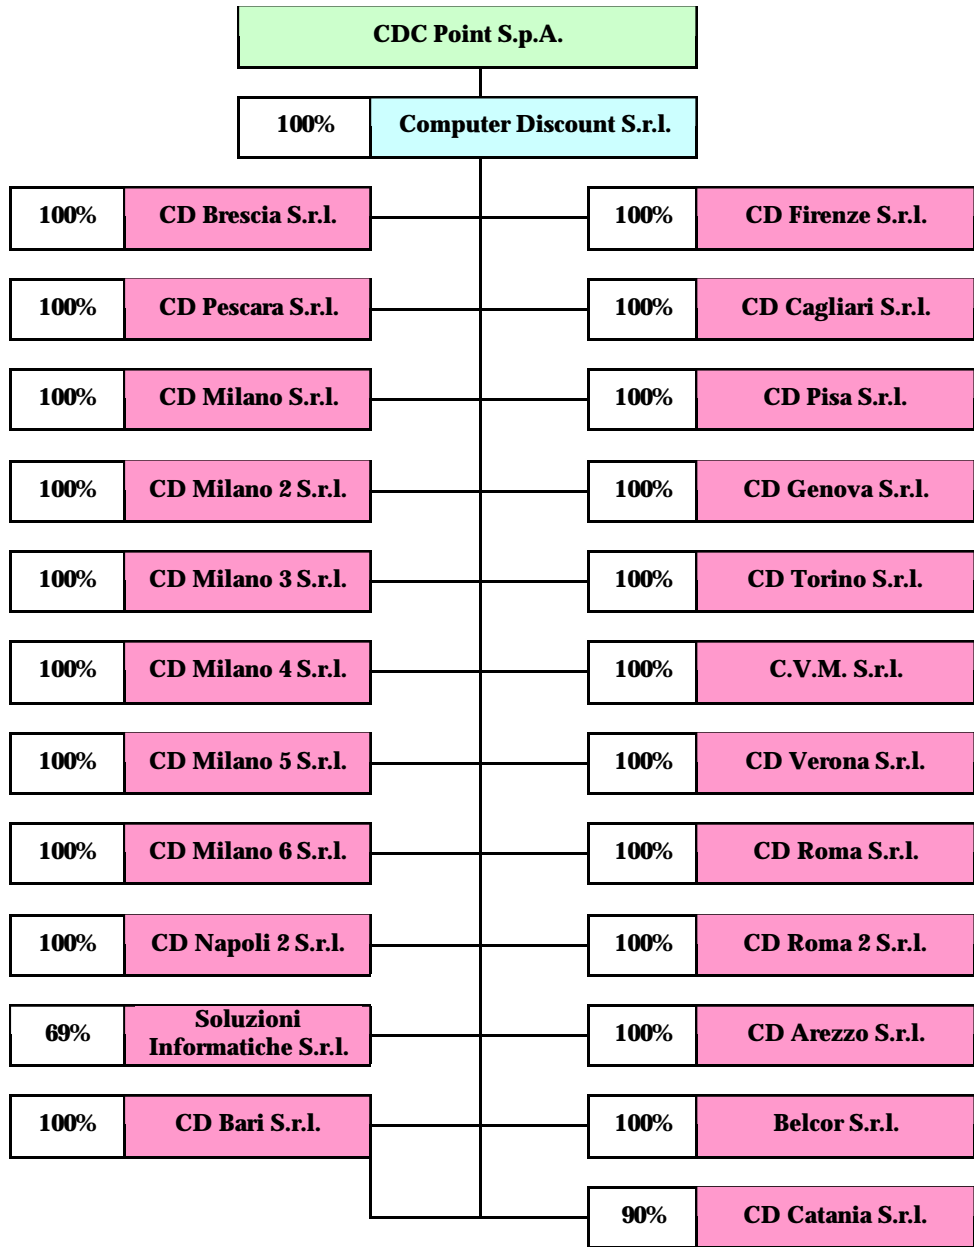 CDC Point S.p.A.
100% Computer Discount S.r.l.
100% CD Brescia S.r.l. 100% CD Firenze S.r.l.
100% CD Pescara S.r.l. 100% CD Cagliari S.r.l.
100% CD Milano S.r.l. 100% CD Pisa S.r.l.
100% CD Milano 2 S.r.l. 100% CD Genova S.r.l.
100% CD Milano 3 S.r.l. 100% CD Torino S.r.l.
100% CD Milano 4 S.r.l. 100% C.V.M. S.r.l.
100% CD Milano 5 S.r.l. 100% CD Verona S.r.l.
100% CD Milano 6 S.r.l. 100% CD Roma S.r.l.
100% CD Napoli 2 S.r.l. 100% CD Roma 2 S.r.l.
69% Soluzioni
Informatiche S.r.l. 100% CD Arezzo S.r.l.
100% CD Bari S.r.l. 100% Belcor S.r.l.
90% CD Catania S.r.l.